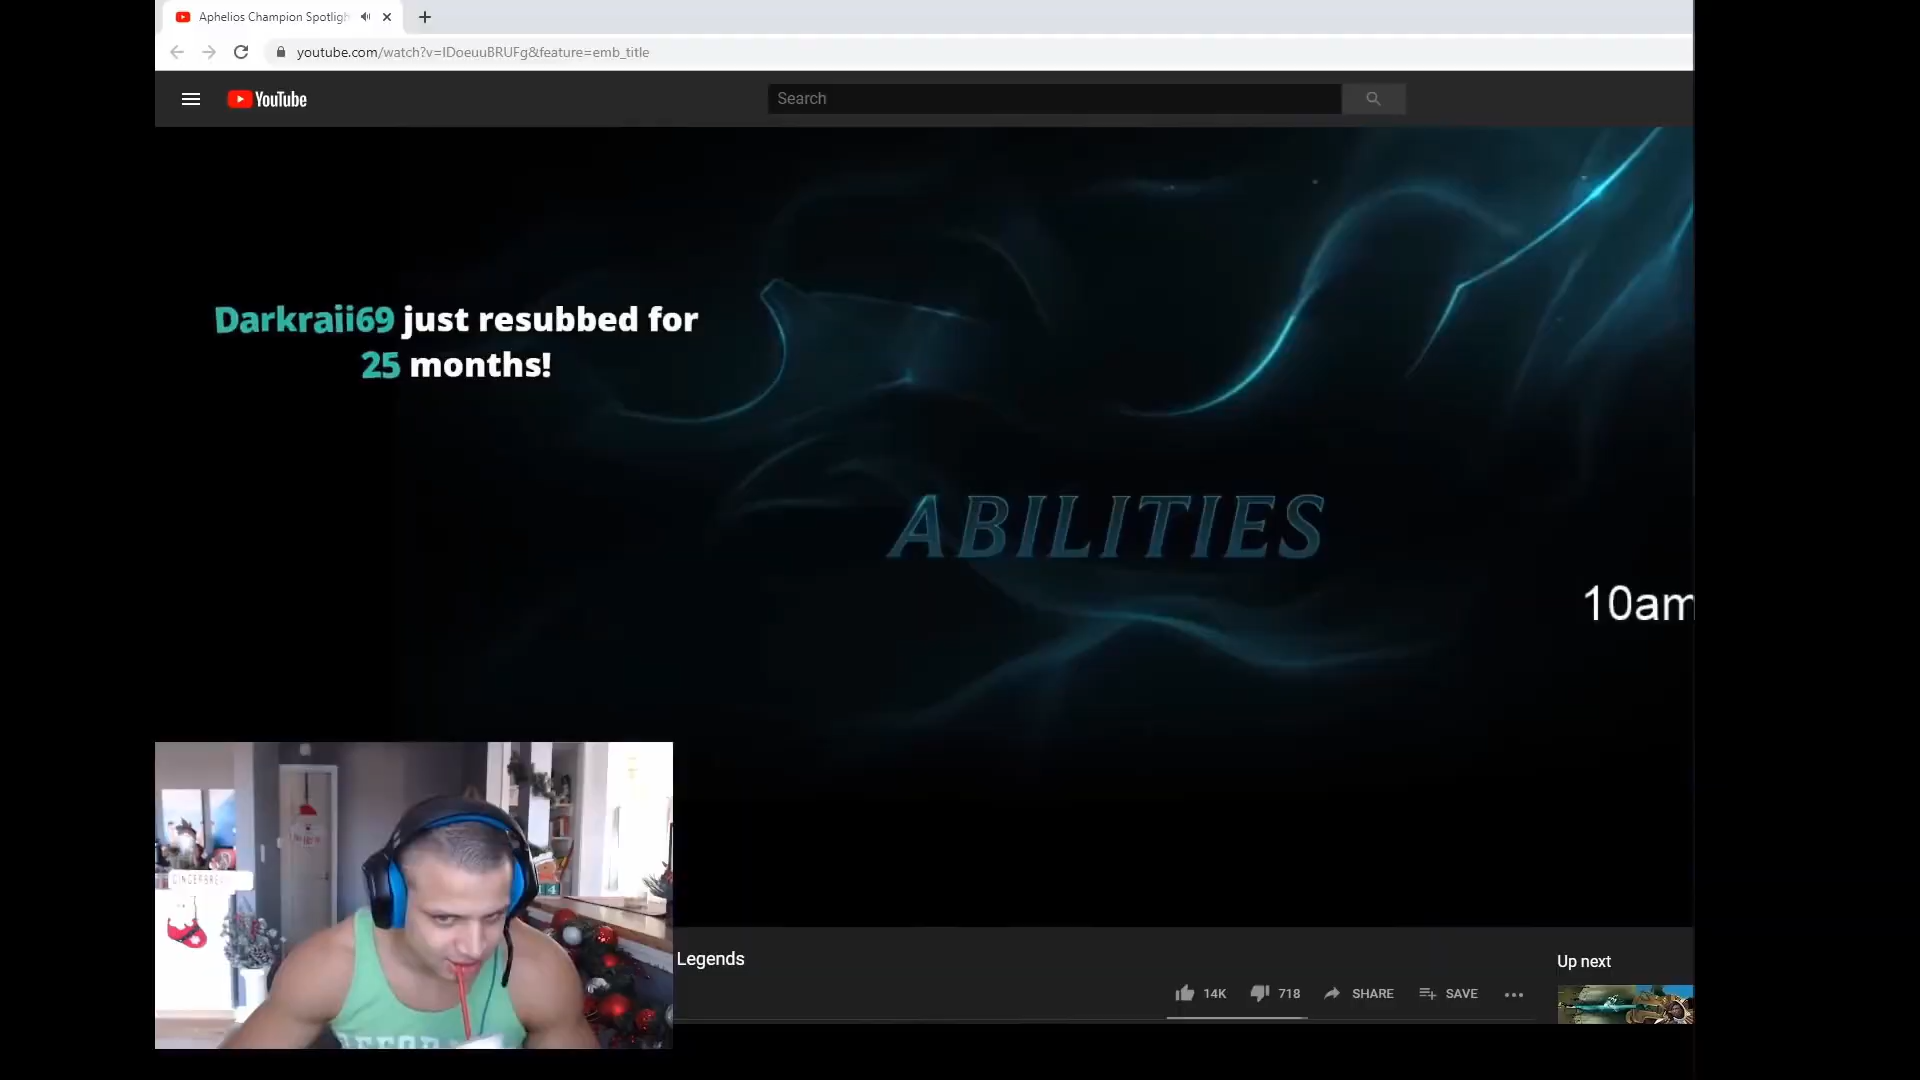 Aphelios Champion Spotligh
youtube.com/watch?v=IDoeuuBRUFg&feature=emb_title
YouTube
Search
Darkraii69 just resubbed for
25 months!
ABILITIES
10am
Legends
14K
718
SHARE
SAVE
Up next